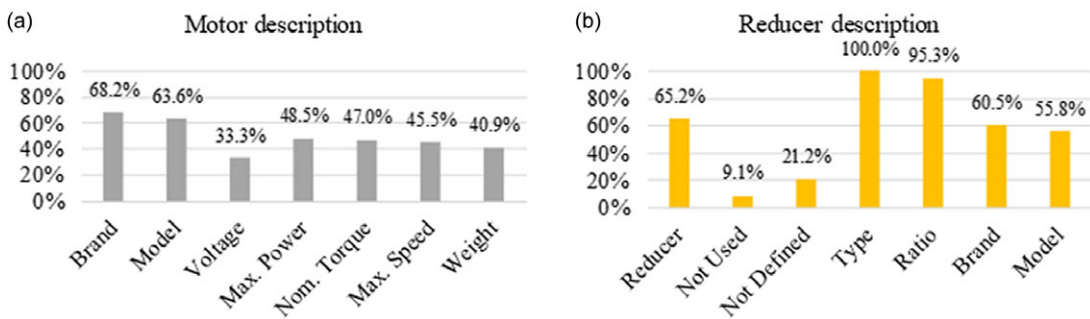 (a)
Motor description
100%
80%
60%
40%
20%
0%
68.2%
63.6%
33.3%
48.5%
47.0%
45.5%
40.9%
Brand
Model
Voltage
Max. Power
Nom. Torque
Max. Speed
Weight
(b)
Reducer description
100%
80%
60%
40%
20%
0%
65.2%
9.1%
21.2%
100.0%
95.3%
60.5%
55.8%
Reducer
Not Used
Not Defined
Type
Ratio
Brand
Model